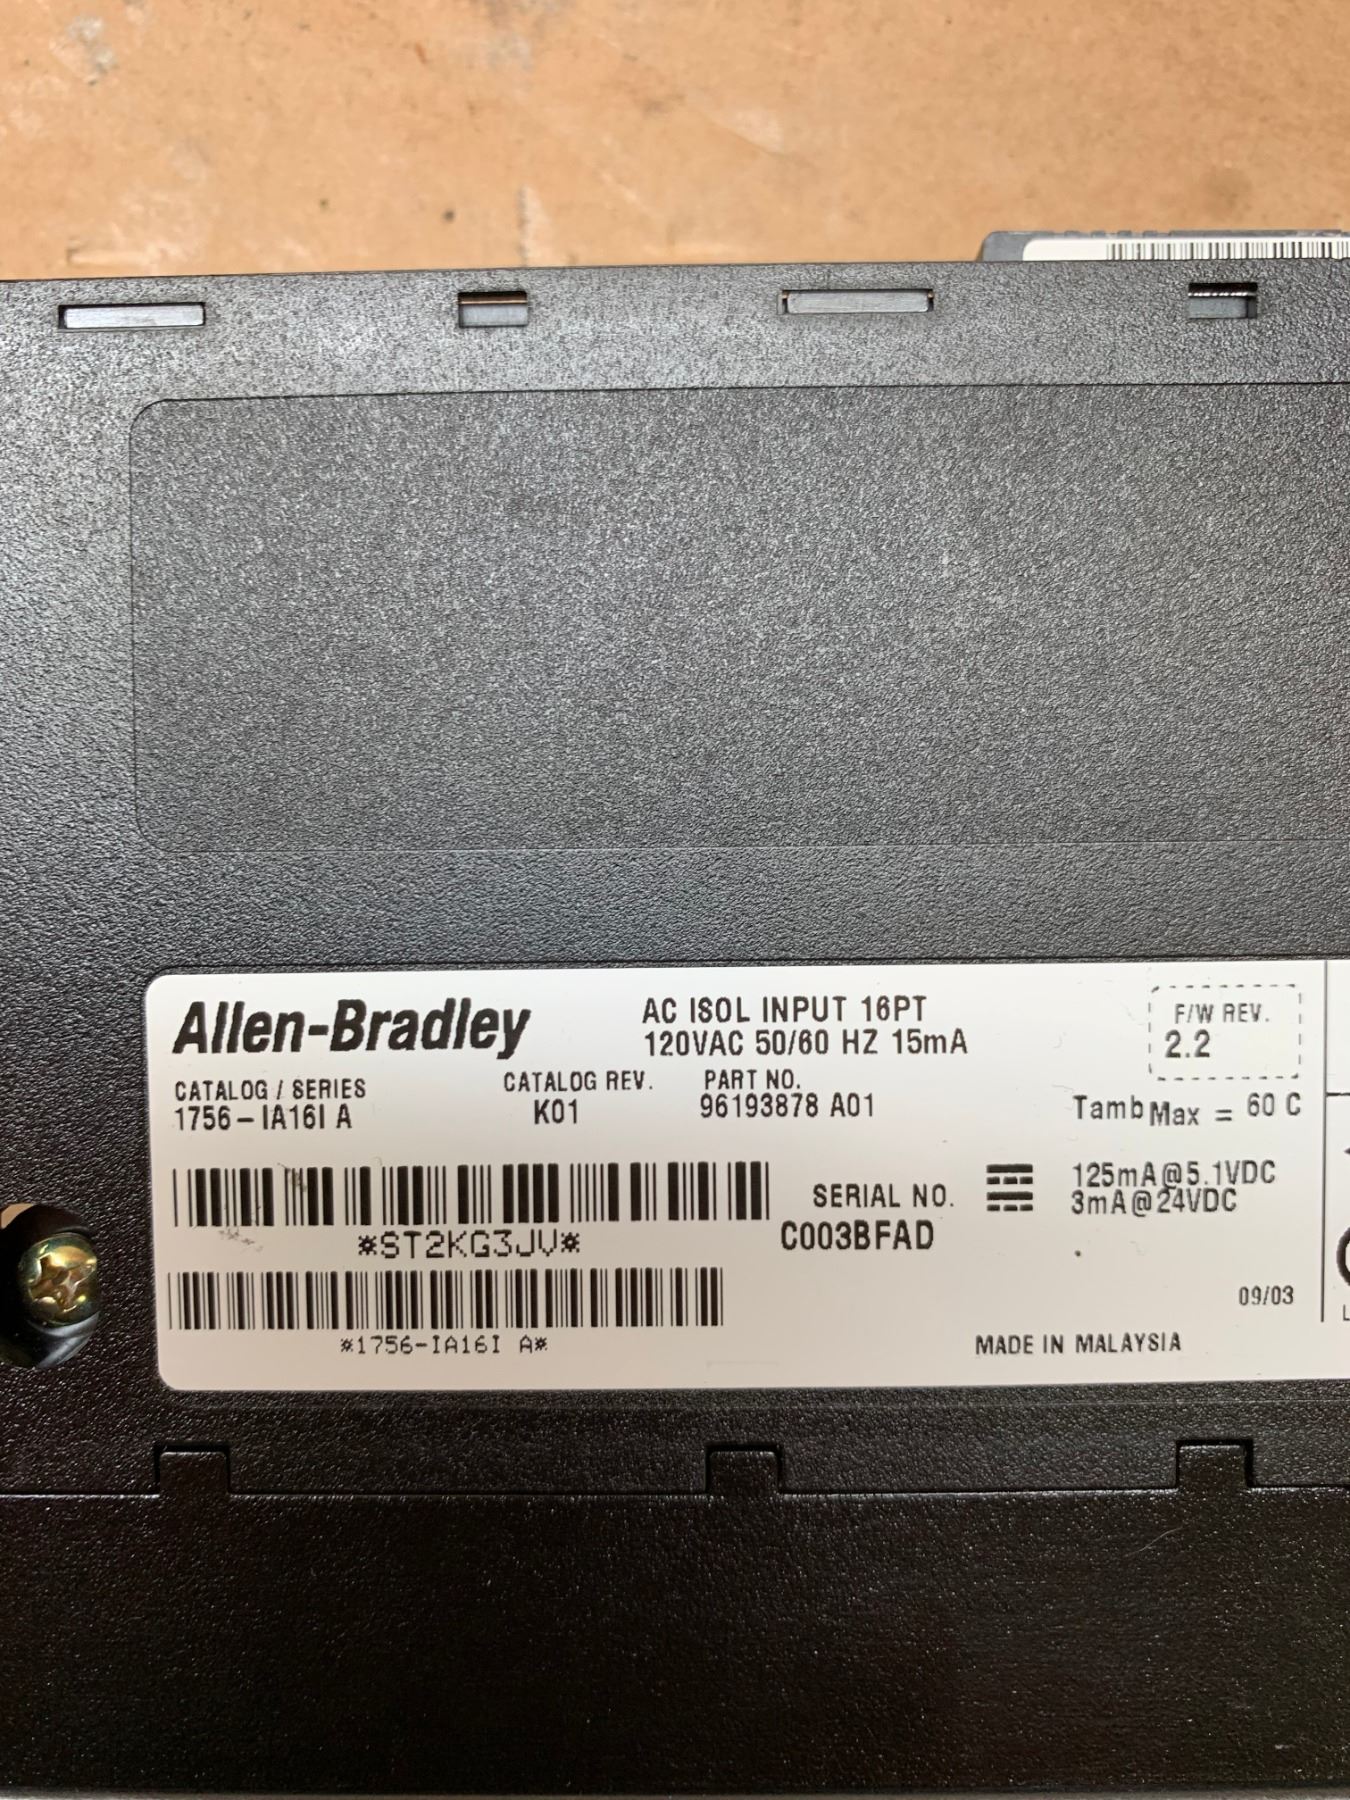 Allen-Bradley
AC ISOL INPUT 16PT
120VAC 50/60 HZ 15mA
F/W REV.
2.2
CATALOG / SERIES
1756-IA16I A
CATALOG REV.
K01
PART NO.
96193878 A01
Tamb Max = 60 C
SERIAL NO.
C003BFAD
125mA@5.1VDC
3mA@24VDC
*ST2KG3JV*
09/03
*1756-IA16I A*
MADE IN MALAYSIA